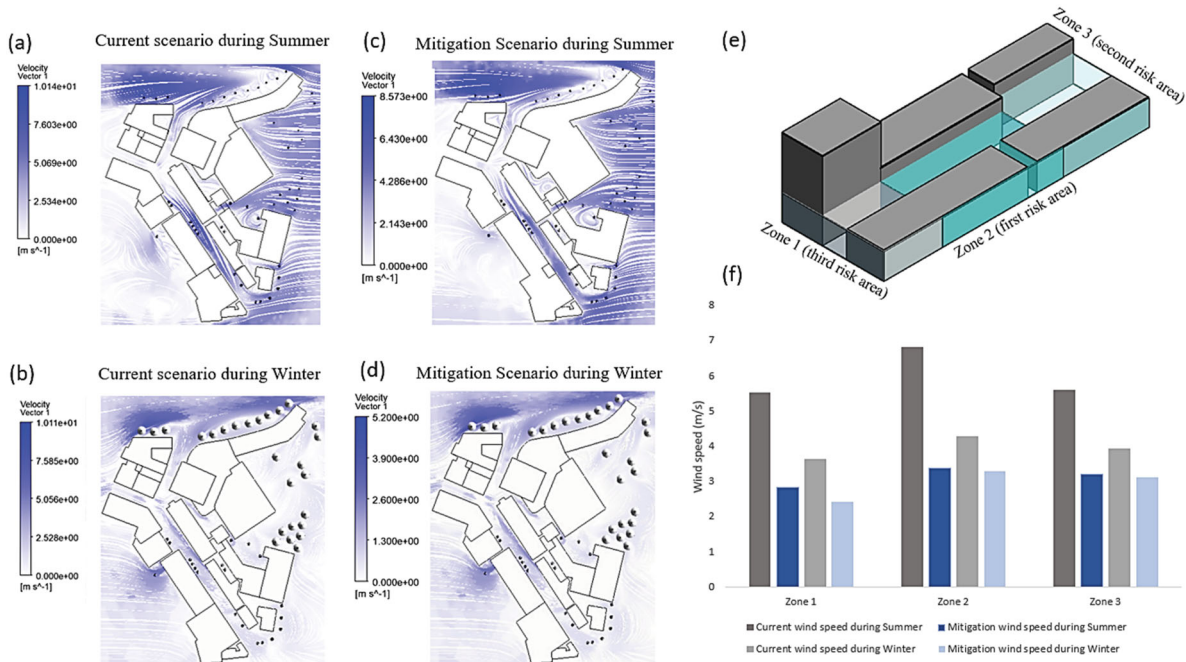 (a)
Current scenario during Summer
Velocity
Vector 1
1.014e+01
7.603e+00
5.069e+00
2.534e+00
0.000e+00
[m s^-1]
(c)
Mitigation Scenario during Summer
Velocity
Vector 1
8.573e+00
6.430e+00
4.286e+00
2.143e+00
0.000e+00
[m s^-1]
(e)
Zone 3 (second risk area)
Zone 2 (first risk area)
Zone 1 (third risk area)
(b)
Current scenario during Winter
Velocity
Vector 1
1.011e+01
7.585e+00
5.056e+00
2.528e+00
0.000e+00
[m s^-1]
(d)
Mitigation Scenario during Winter
Velocity
Vector 1
5.200e+00
3.900e+00
2.600e+00
1.300e+00
0.000e+00
[m s^-1]
(f)
Wind speed (m/s)
8
7
6
5
4
3
2
1
0
Zone 1
Zone 2
Zone 3
Current wind speed during Summer
Mitigation wind speed during Summer
Current wind speed during Winter
Mitigation wind speed during Winter